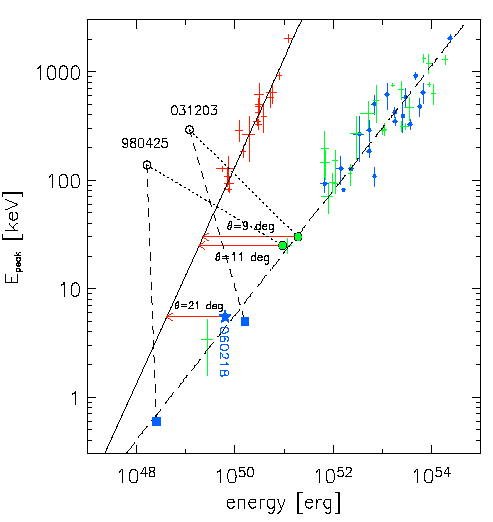 1000
031203
980425
100
θ=9 deg
θ=11 deg
E_peak [keV]
10
θ=21 deg
060218
1
10^48
10^50
10^52
10^54
energy [erg]